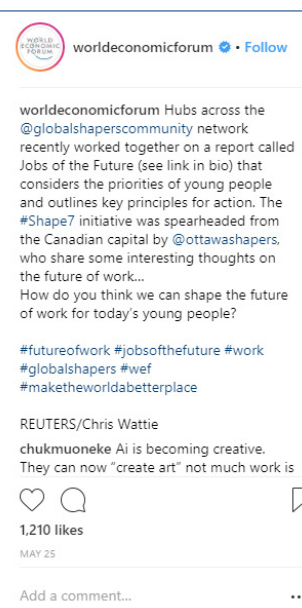 WORLD
ECONOMIC
FORUM
worldeconomicforum • Follow
worldeconomicforum Hubs across the
@globalshaperscommunity network
recently worked together on a report called
Jobs of the Future (see link in bio) that
considers the priorities of young people
and outlines key principles for action. The
#Shape7 initiative was spearheaded from
the Canadian capital by @ottawashapers,
who share some interesting thoughts on
the future of work...
How do you think we can shape the future
of work for today's young people?
#futureofwork #jobsofthefuture #work
#globalshapers #wef
#maketheworldabetterplace
REUTERS/Chris Wattie
chukmuoneke Ai is becoming creative.
They can now “create art” not much work is
1,210 likes
MAY 25
Add a comment...